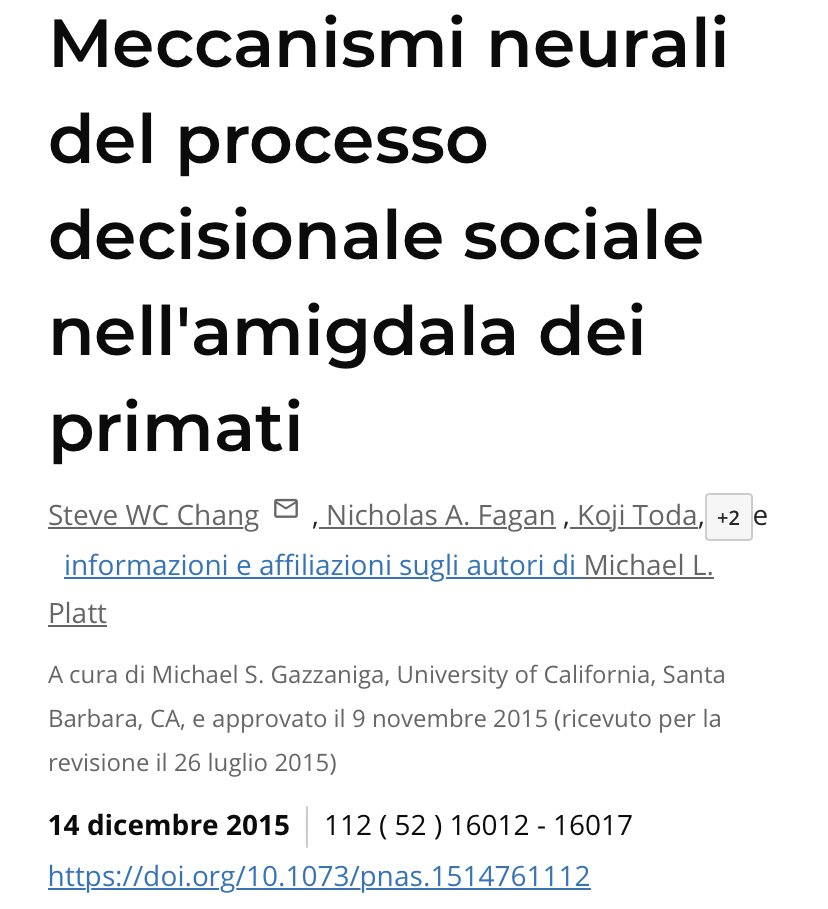 Meccanismi neurali
del processo
decisionale sociale
nell'amigdala dei
primati
Steve WC Chang , Nicholas A. Fagan , Koji Toda, +2 e
informazioni e affiliazioni sugli autori di Michael L.
Platt
A cura di Michael S. Gazzaniga, University of California, Santa
Barbara, CA, e approvato il 9 novembre 2015 (ricevuto per la
revisione il 26 luglio 2015)
14 dicembre 2015 112 ( 52 ) 16012 - 16017
https://doi.org/10.1073/pnas.1514761112